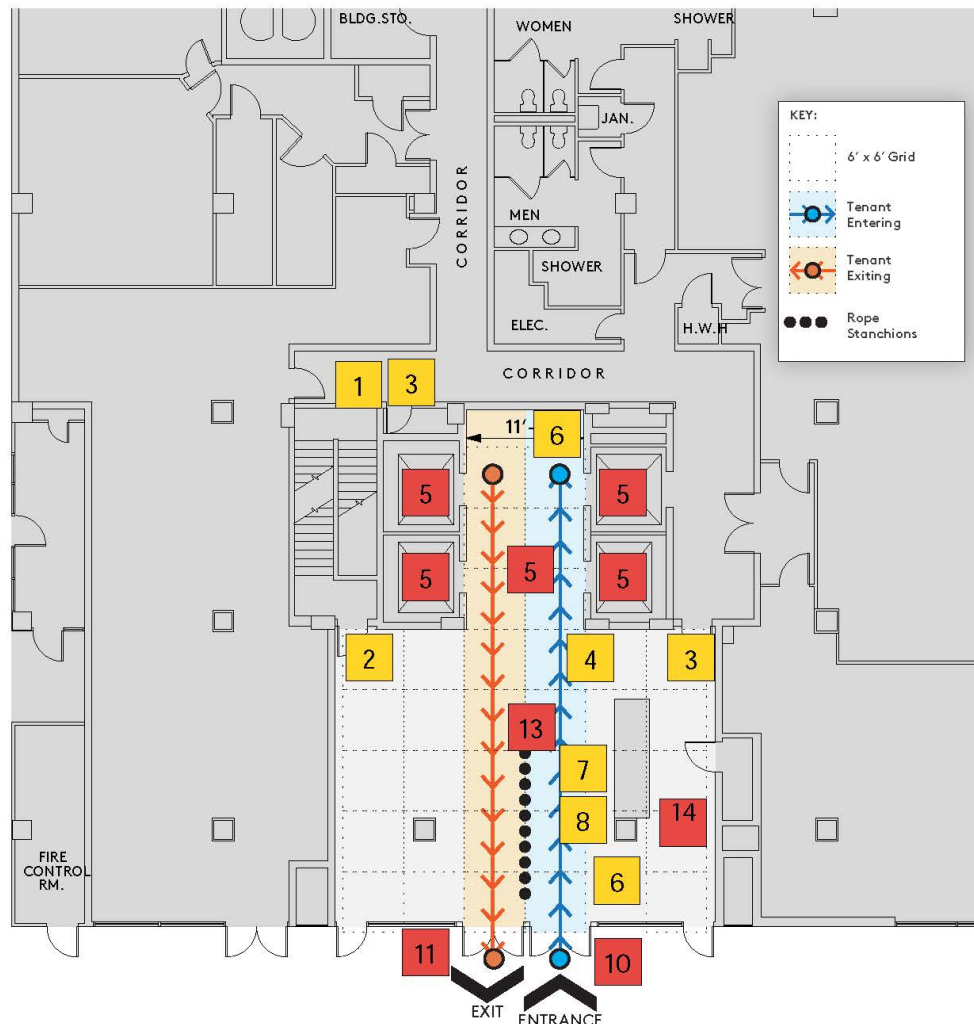 BLDG.STO.
WOMEN
SHOWER
KEY:
6' x 6' Grid
Tenant
Entering
Tenant
Exiting
Rope
Stanchions
JAN.
CORRIDOR
MEN
SHOWER
ELEC.
H.W.H
CORRIDOR
1
3
11'-
6
5
5
5
5
5
2
4
3
13
7
8
14
6
FIRE
CONTROL
RM.
11
10
EXIT
ENTRANCE